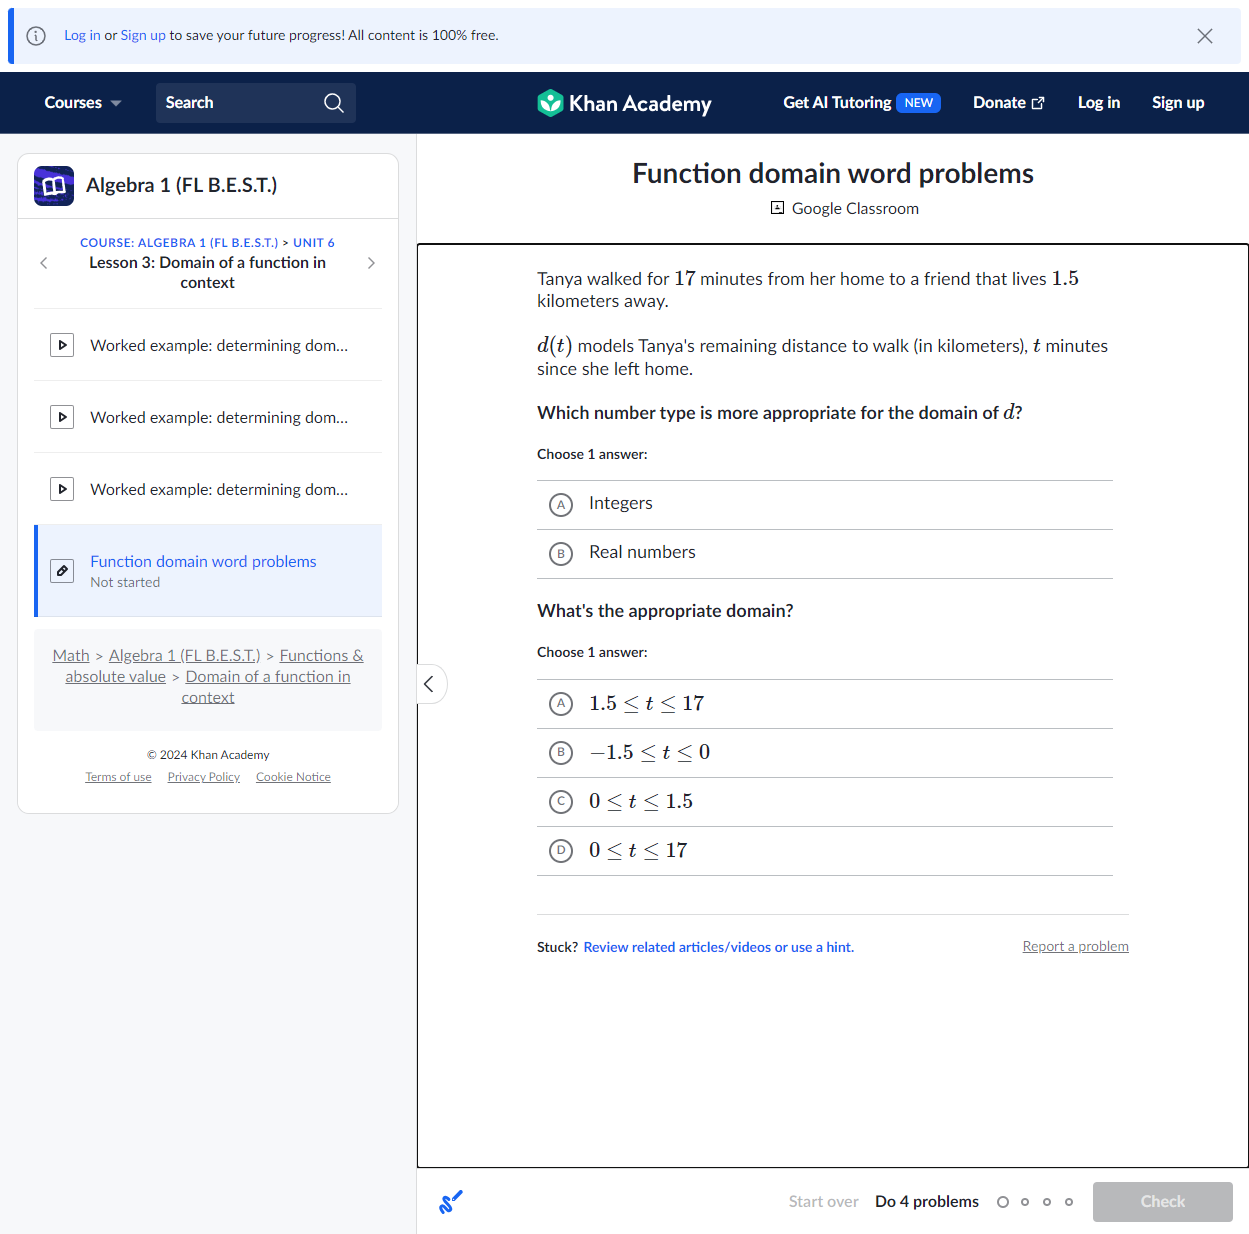 Log in or Sign up to save your future progress! All content is 100% free.
Courses
Search
Khan Academy
Get AI Tutoring NEW
Donate
Log in
Sign up
Algebra 1 (FL B.E.S.T.)
COURSE: ALGEBRA 1 (FL B.E.S.T.) > UNIT 6
Lesson 3: Domain of a function in
context
Worked example: determining dom...
Worked example: determining dom...
Worked example: determining dom...
Function domain word problems
Not started
Math > Algebra 1 (FL B.E.S.T.) > Functions &
absolute value > Domain of a function in
context
© 2024 Khan Academy
Terms of use Privacy Policy Cookie Notice
Function domain word problems
Google Classroom
Tanya walked for 17 minutes from her home to a friend that lives 1.5
kilometers away.
d(t) models Tanya's remaining distance to walk (in kilometers), t minutes
since she left home.
Which number type is more appropriate for the domain of d?
Choose 1 answer:
A Integers
B Real numbers
What's the appropriate domain?
Choose 1 answer:
A 1.5 ≤ t ≤ 17
B −1.5 ≤ t ≤ 0
C 0 ≤ t ≤ 1.5
D 0 ≤ t ≤ 17
Stuck? Review related articles/videos or use a hint.
Report a problem
Start over
Do 4 problems
Check